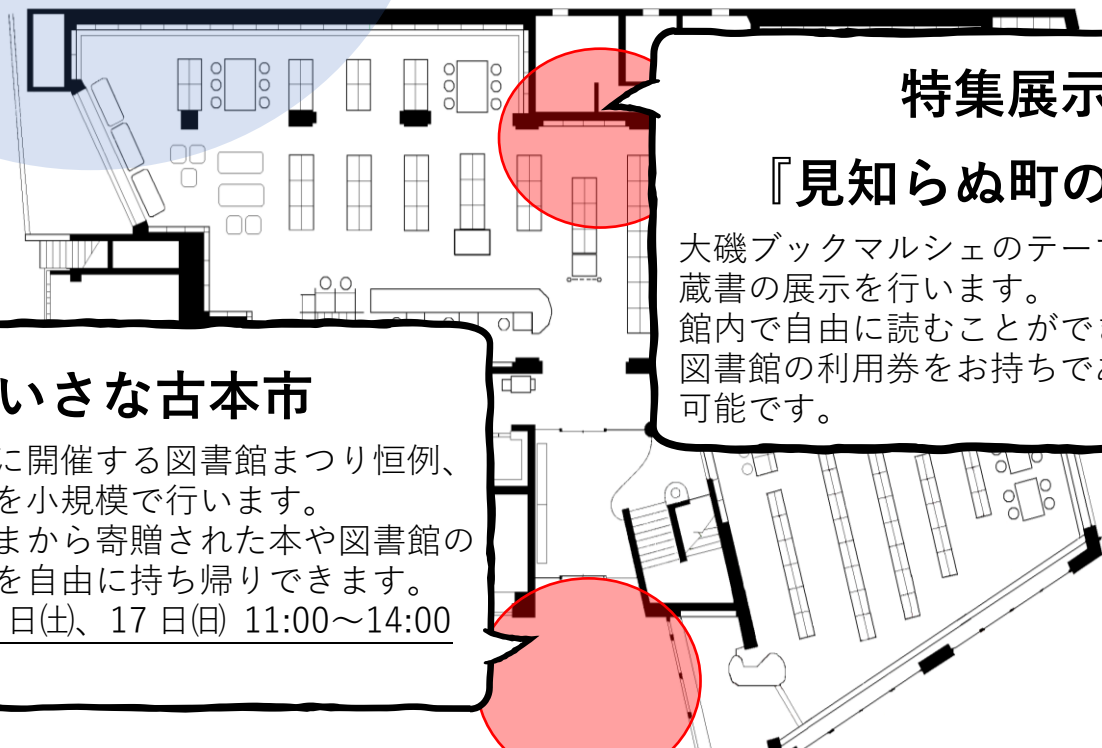 特集展示
『見知らぬ町の
大磯ブックマルシェのテーマ
蔵書の展示を行います。
館内で自由に読むことができ
図書館の利用券をお持ちであ
可能です。
いさな古本市
に開催する図書館まつり恒例、
を小規模で行います。
まから寄贈された本や図書館の
を自由に持ち帰りできます。
日㈯、17 日㈰ 11:00～14:00